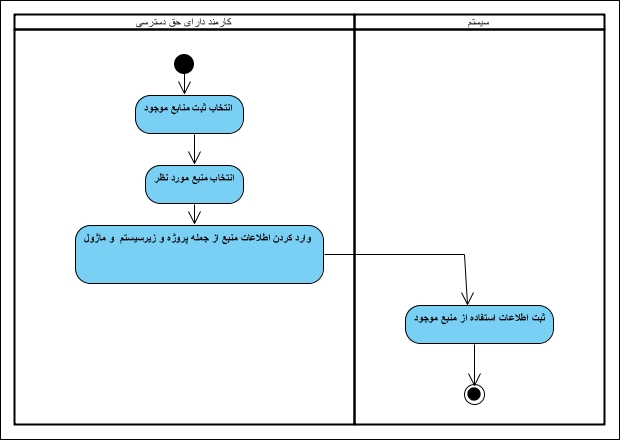 کارمند دارای حق دسترسی
سیستم
انتخاب ثبت منابع موجود
انتخاب منبع مورد نظر
وارد کردن اطلاعات منبع از جمله پروژه و زیرسیستم و ماژول
ثبت اطلاعات استفاده از منبع موجود